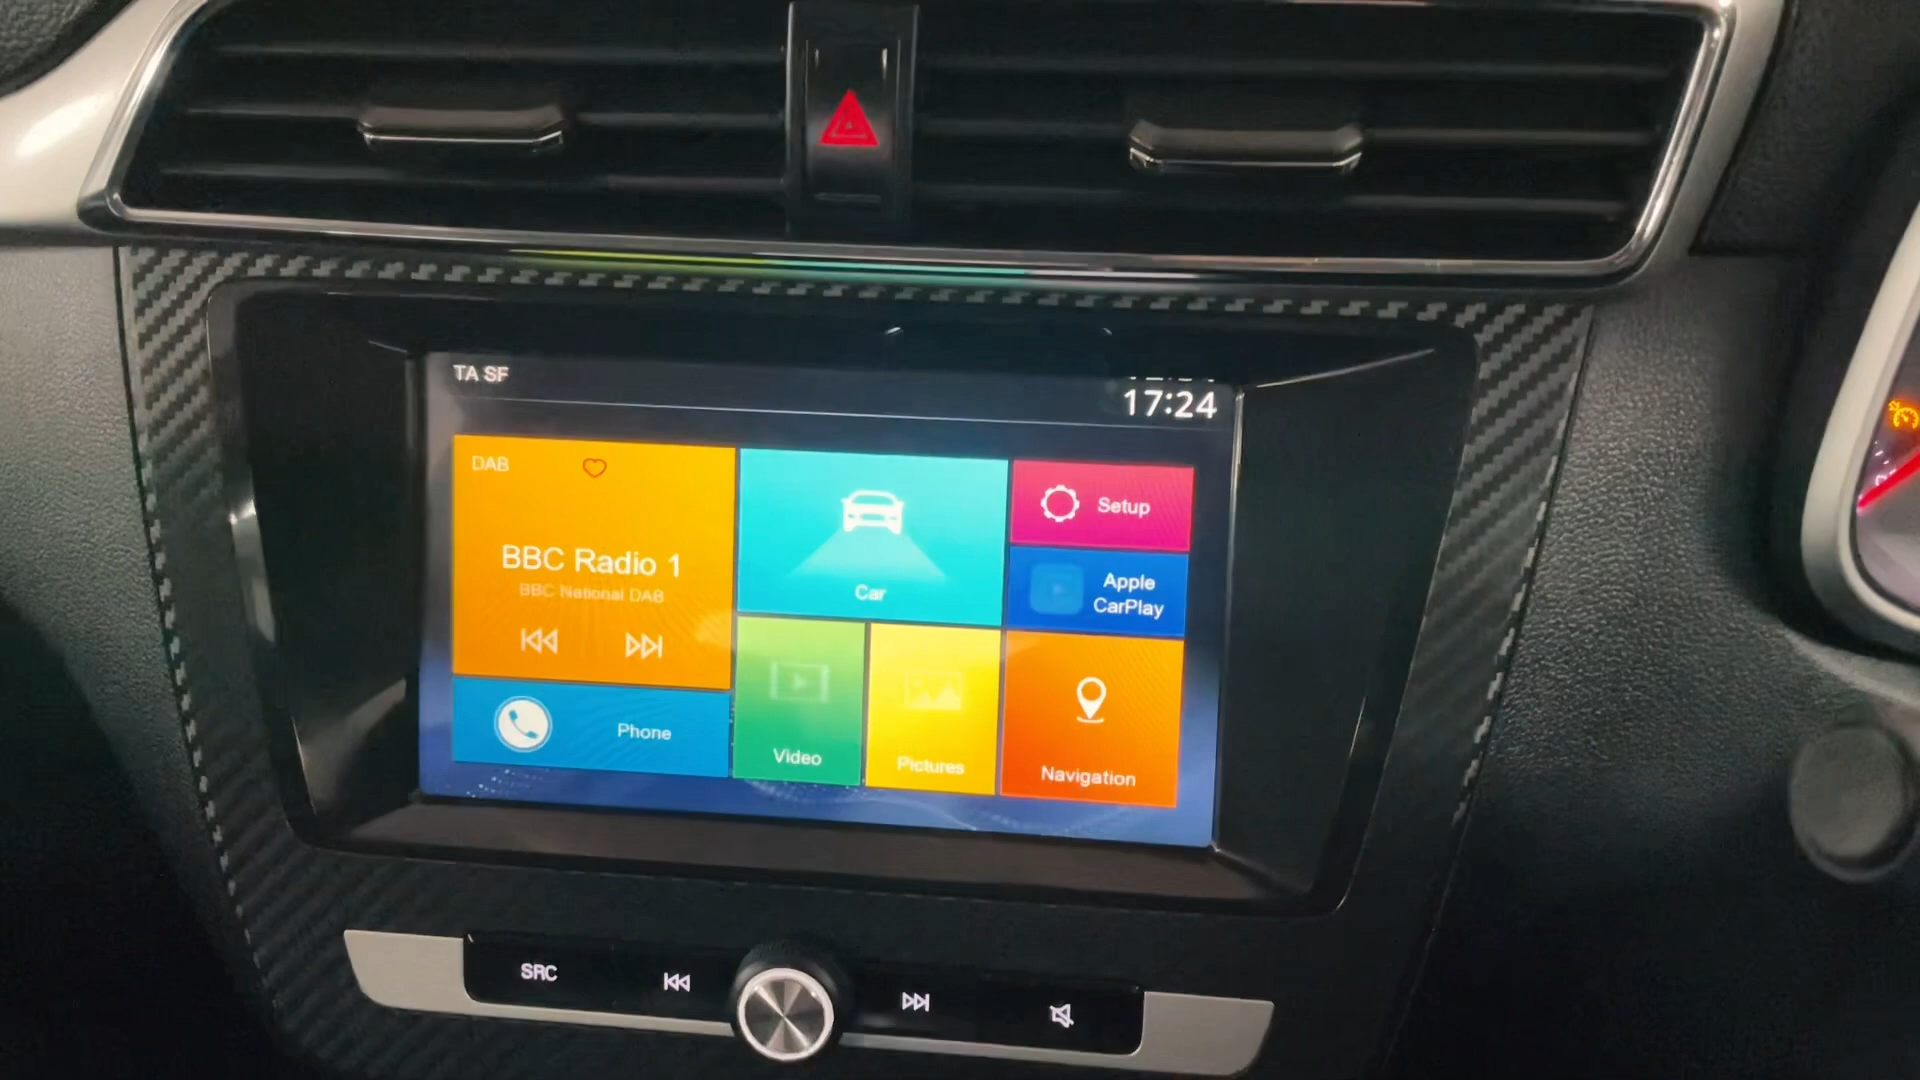 TA SF
17:24
DAB
BBC Radio 1
BBC National DAB
Phone
Car
Video
Pictures
Setup
Apple
CarPlay
Navigation
SRC